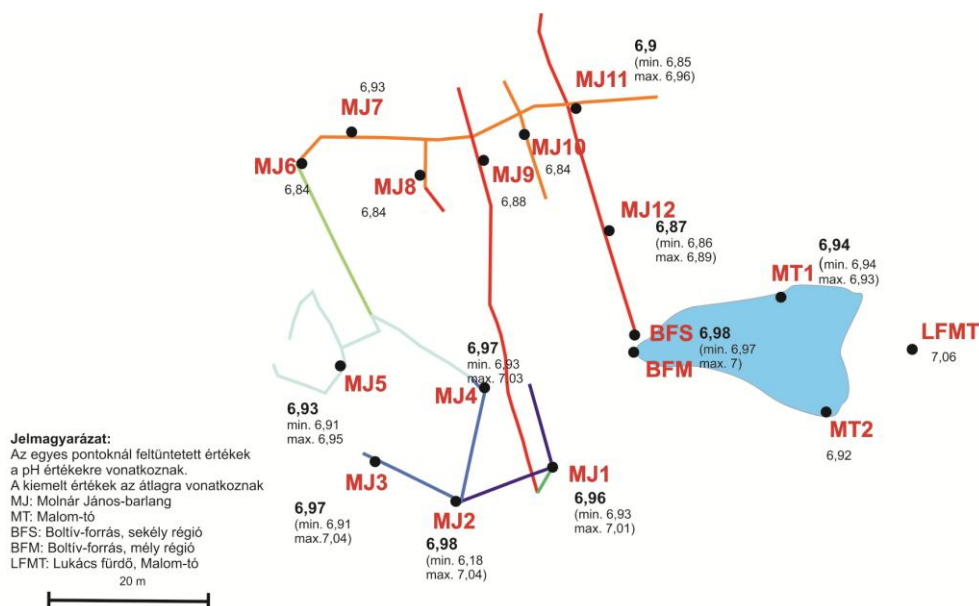 6,9
(min. 6,85
max. 6,96)
MJ11
6,93
MJ7
MJ10
6,84
MJ6
6,84
MJ8
6,84
MJ9
6,88
MJ12
6,87
(min. 6,86
max. 6,89)
6,94
(min. 6,94
max. 6,93)
MT1
BFS
BFM
6,98
(min. 6,97
max. 7)
LFMT
7,06
MT2
6,92
6,97
min. 6,93
max. 7,03
MJ4
MJ5
6,93
min. 6,91
max. 6,95
MJ3
6,97
(min. 6,91
max.7,04)
MJ2
6,98
(min. 6,18
max. 7,04)
MJ1
6,96
(min. 6,93
max. 7,01)
Jelmagyarázat:
Az egyes pontoknál feltüntetett értékek
a pH értékekre vonatkoznak.
A kiemelt értékek az átlagra vonatkoznak
MJ: Molnár János-barlang
MT: Malom-tó
BFS: Boltív-forrás, sekély régió
BFM: Boltív-forrás, mély régió
LFMT: Lukács fürdő, Malom-tó
20 m